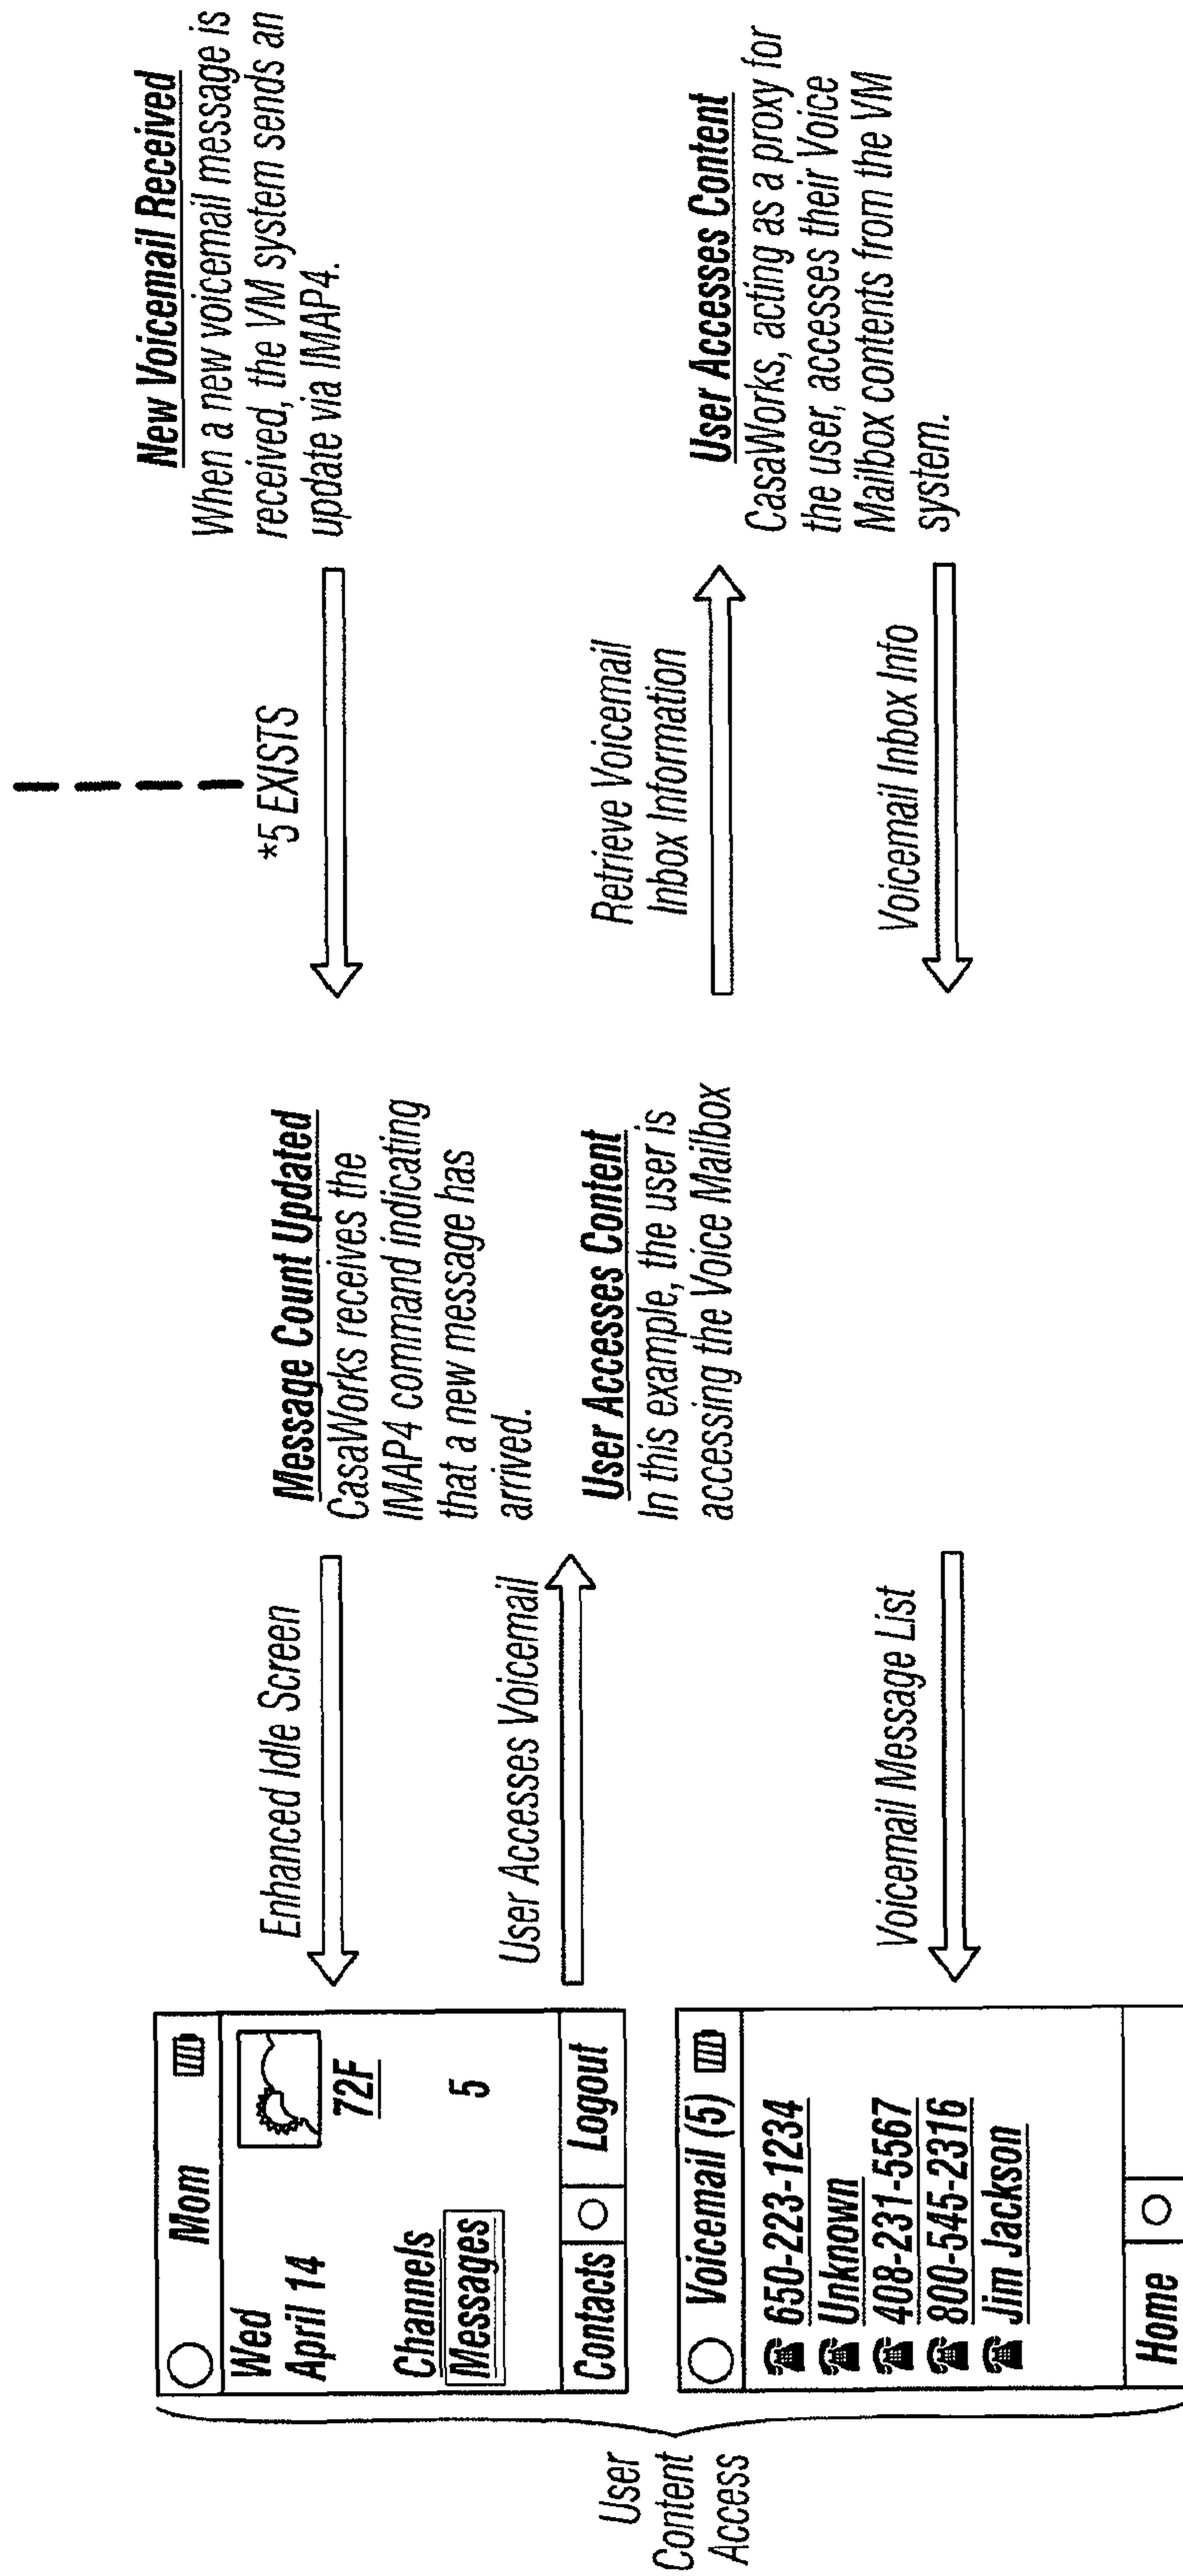 User
Content
Access
Mom
Wed
April 14
72F
Channels
Messages 5
Contacts Logout
Voicemail (5)
650-223-1234
Unknown
408-231-5567
800-545-2316
Jim Jackson
Home
Enhanced Idle Screen
User Accesses Voicemail
Voicemail Message List
Message Count Updated
CasaWorks receives the
IMAP4 command indicating
that a new message has
arrived.
User Accesses Content
In this example, the user is
accessing the Voice Mailbox
*5 EXISTS
Retrieve Voicemail
Inbox Information
Voicemail Inbox Info
New Voicemail Received
When a new voicemail message is
received, the VM system sends an
update via IMAP4.
User Accesses Content
CasaWorks, acting as a proxy for
the user, accesses their Voice
Mailbox contents from the VM
system.